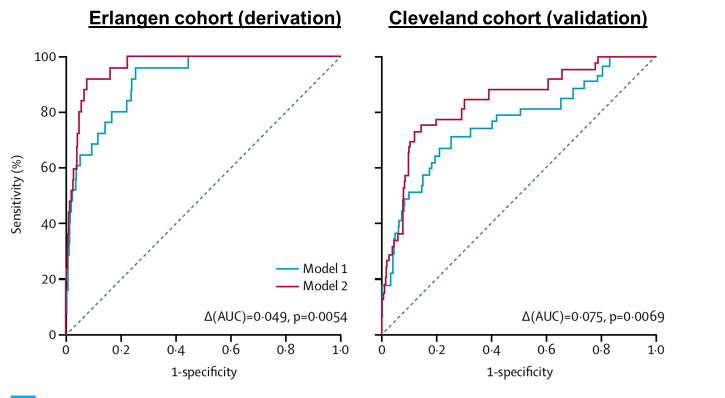 Erlangen cohort (derivation)
Cleveland cohort (validation)
Sensitivity (%)
100
80
60
40
20
0
Model 1
Model 2
Δ(AUC)=0·049, p=0·0054
0
0·2
0·4
0·6
0·8
1·0
1-specificity
Δ(AUC)=0·075, p=0·0069
0
0·2
0·4
0·6
0·8
1·0
1-specificity